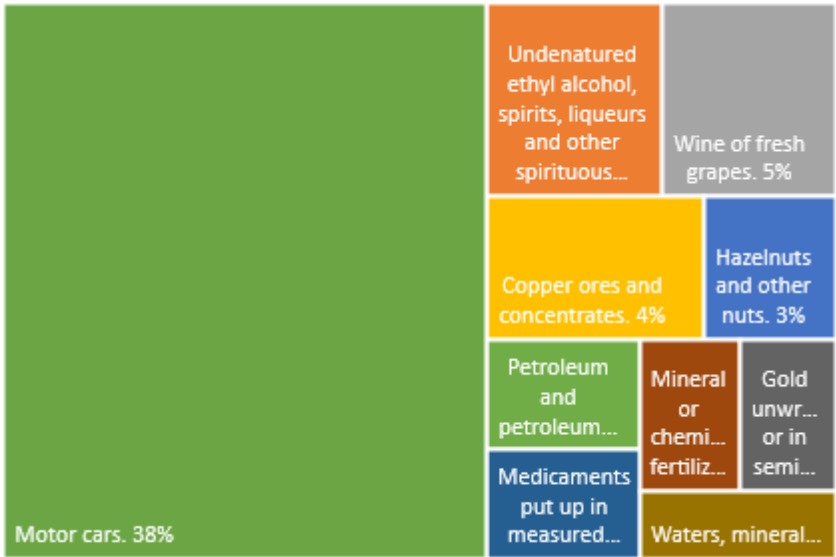 Undenatured
ethyl alcohol,
spirits, liqueurs
and other
spirituous...
Wine of fresh
grapes. 5%
Copper ores and
concentrates. 4%
Hazelnuts
and other
nuts. 3%
Petroleum
and
petroleum...
Mineral
or
chemi...
fertiliz...
Gold
unwr...
or in
semi...
Medicaments
put up in
measured...
Waters, mineral...
Motor cars. 38%